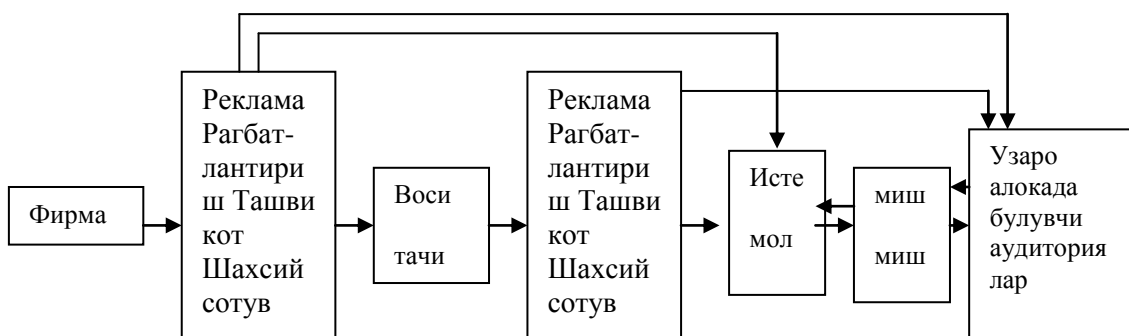 Фирма
Реклама
Рагбат-
лантири
ш Ташви
кот
Шахсий
сотув
Воси
тачи
Реклама
Рагбат-
лантири
ш Ташви
кот
Шахсий
сотув
Исте
мол
миш
миш
Узаро
алокада
булувчи
аудитория
лар